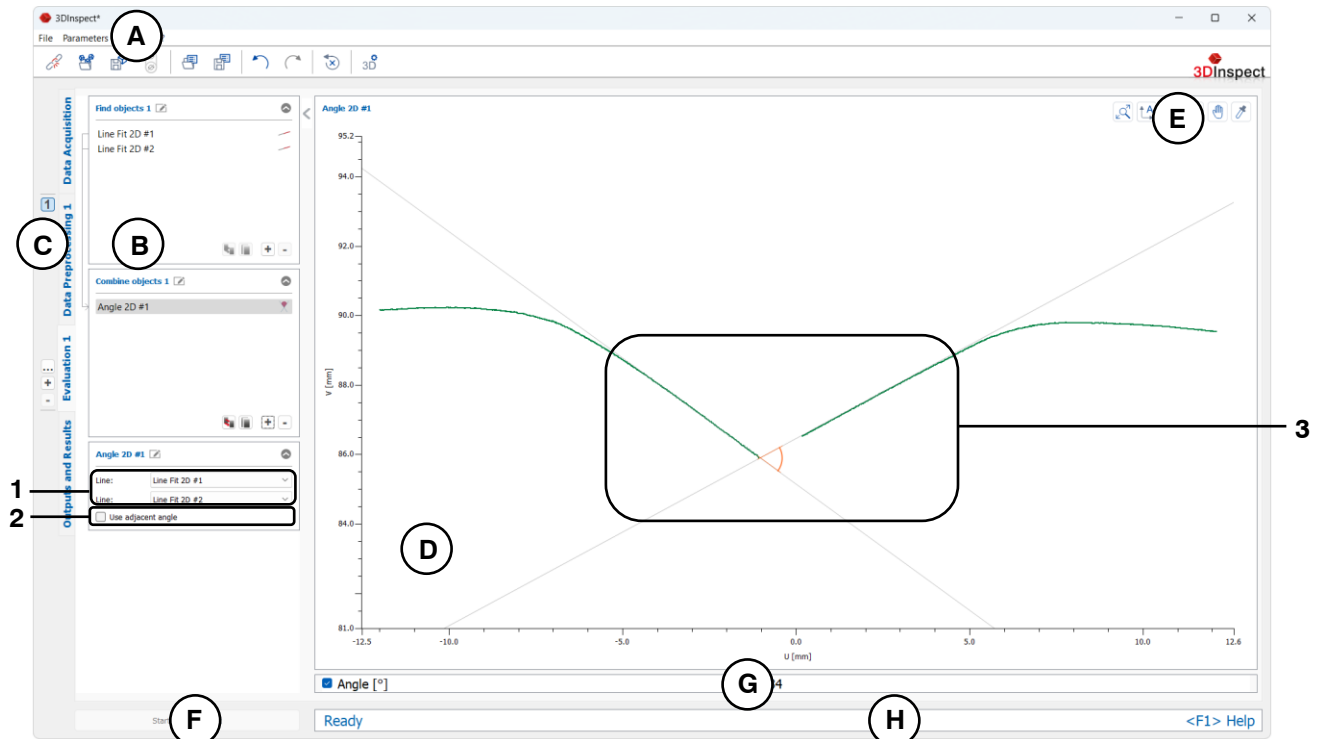 3DInspect*
A
File Parameters
3D
3DInspect
Data Acquisition
Data Preprocessing 1
Evaluation 1
Outputs and Results
1
C
...
+
-
Find objects 1
Line Fit 2D #1
Line Fit 2D #2
B
+ -
Combine objects 1
Angle 2D #1
+ -
Angle 2D #1
1
Line: Line Fit 2D #1
Line: Line Fit 2D #2
2
Use adjacent angle
F
Angle 2D #1
A
E
95.2
94.0
92.0
90.0
88.0
86.0
84.0
81.0
V [mm]
3
D
-12.5 -10.0 -5.0 0.0 5.0 10.0 12.6
U [mm]
Angle [°] G
Ready H <F1> Help